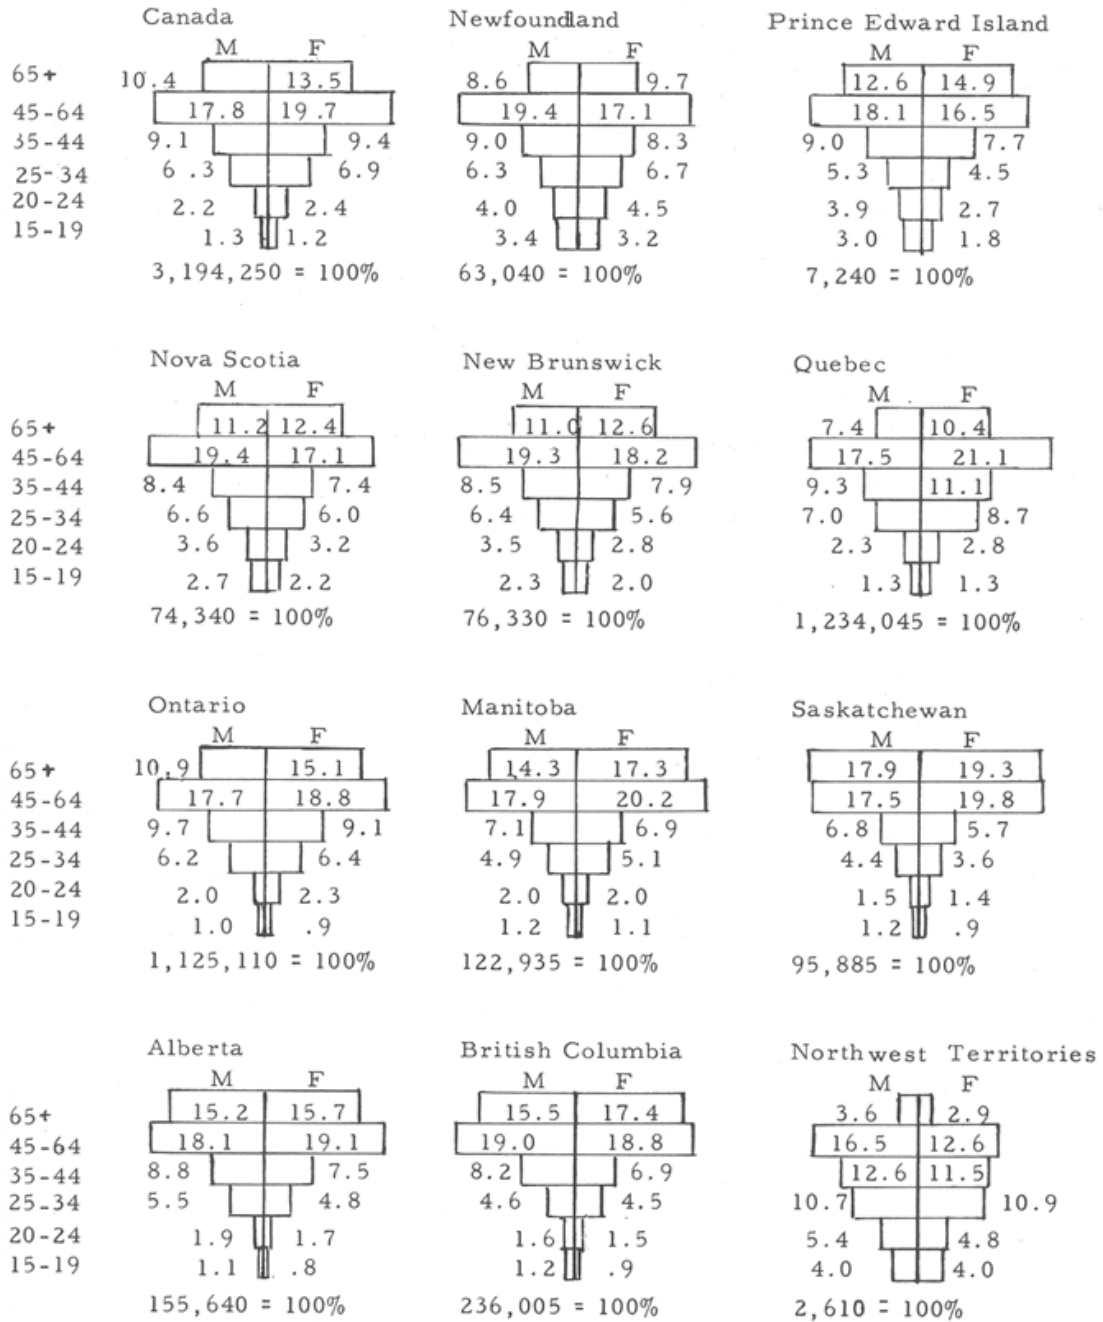 Canada Newfoundland Prince Edward Island
M F M F M F
65+ 10.4 13.5 8.6 9.7 12.6 14.9
45-64 17.8 19.7 19.4 17.1 18.1 16.5
35-44 9.1 9.4 9.0 8.3 9.0 7.7
25-34 6.3 6.9 6.3 6.7 5.3 4.5
20-24 2.2 2.4 4.0 4.5 3.9 2.7
15-19 1.3 1.2 3.4 3.2 3.0 1.8
3,194,250 = 100% 63,040 = 100% 7,240 = 100%
Nova Scotia New Brunswick Quebec
M F M F M F
65+ 11.2 12.4 11.0 12.6 7.4 10.4
45-64 19.4 17.1 19.3 18.2 17.5 21.1
35-44 8.4 7.4 8.5 7.9 9.3 11.1
25-34 6.6 6.0 6.4 5.6 7.0 8.7
20-24 3.6 3.2 3.5 2.8 2.3 2.8
15-19 2.7 2.2 2.3 2.0 1.3 1.3
74,340 = 100% 76,330 = 100% 1,234,045 = 100%
Ontario Manitoba Saskatchewan
M F M F M F
65+ 10.9 15.1 14.3 17.3 17.9 19.3
45-64 17.7 18.8 17.9 20.2 17.5 19.8
35-44 9.7 9.1 7.1 6.9 6.8 5.7
25-34 6.2 6.4 4.9 5.1 4.4 3.6
20-24 2.0 2.3 2.0 2.0 1.5 1.4
15-19 1.0 .9 1.2 1.1 1.2 .9
1,125,110 = 100% 122,935 = 100% 95,885 = 100%
Alberta British Columbia Northwest Territories
M F M F M F
65+ 15.2 15.7 15.5 17.4 3.6 2.9
45-64 18.1 19.1 19.0 18.8 16.5 12.6
35-44 8.8 7.5 8.2 6.9 12.6 11.5
25-34 5.5 4.8 4.6 4.5 10.7 10.9
20-24 1.9 1.7 1.6 1.5 5.4 4.8
15-19 1.1 .8 1.2 .9 4.0 4.0
155,640 = 100% 236,005 = 100% 2,610 = 100%